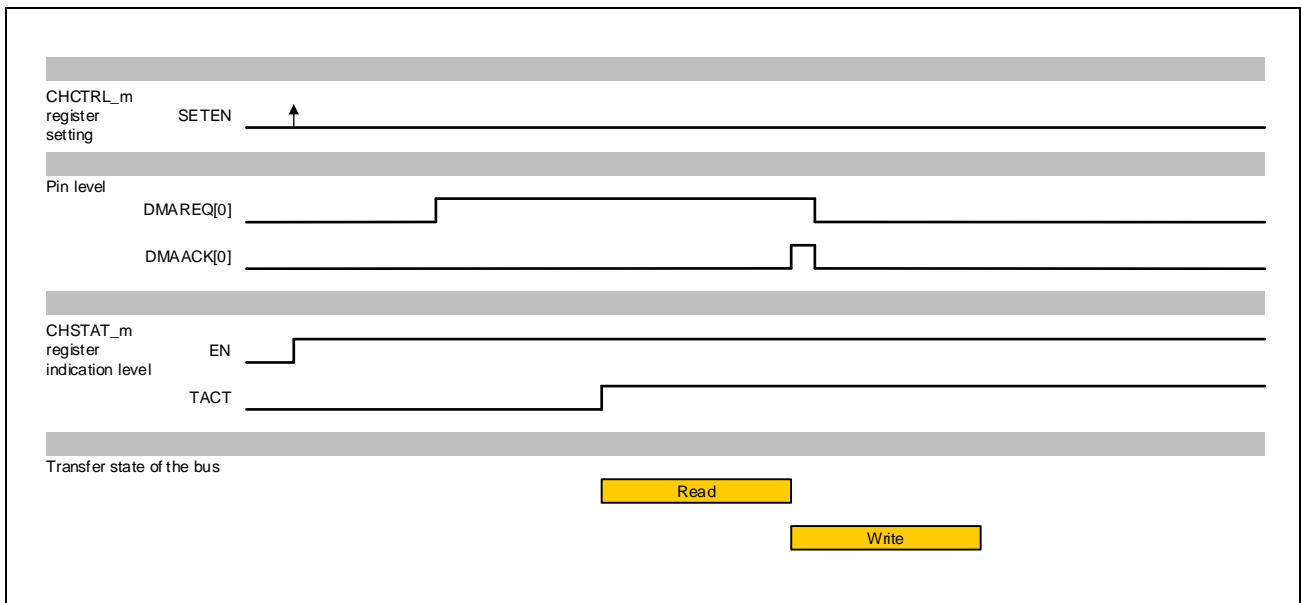 CHCTRL_m
register
setting
SETEN
Pin level
DMAREQ[0]
DMAACK[0]
CHSTAT_m
register
indication level
EN
TACT
Transfer state of the bus
Read
Write